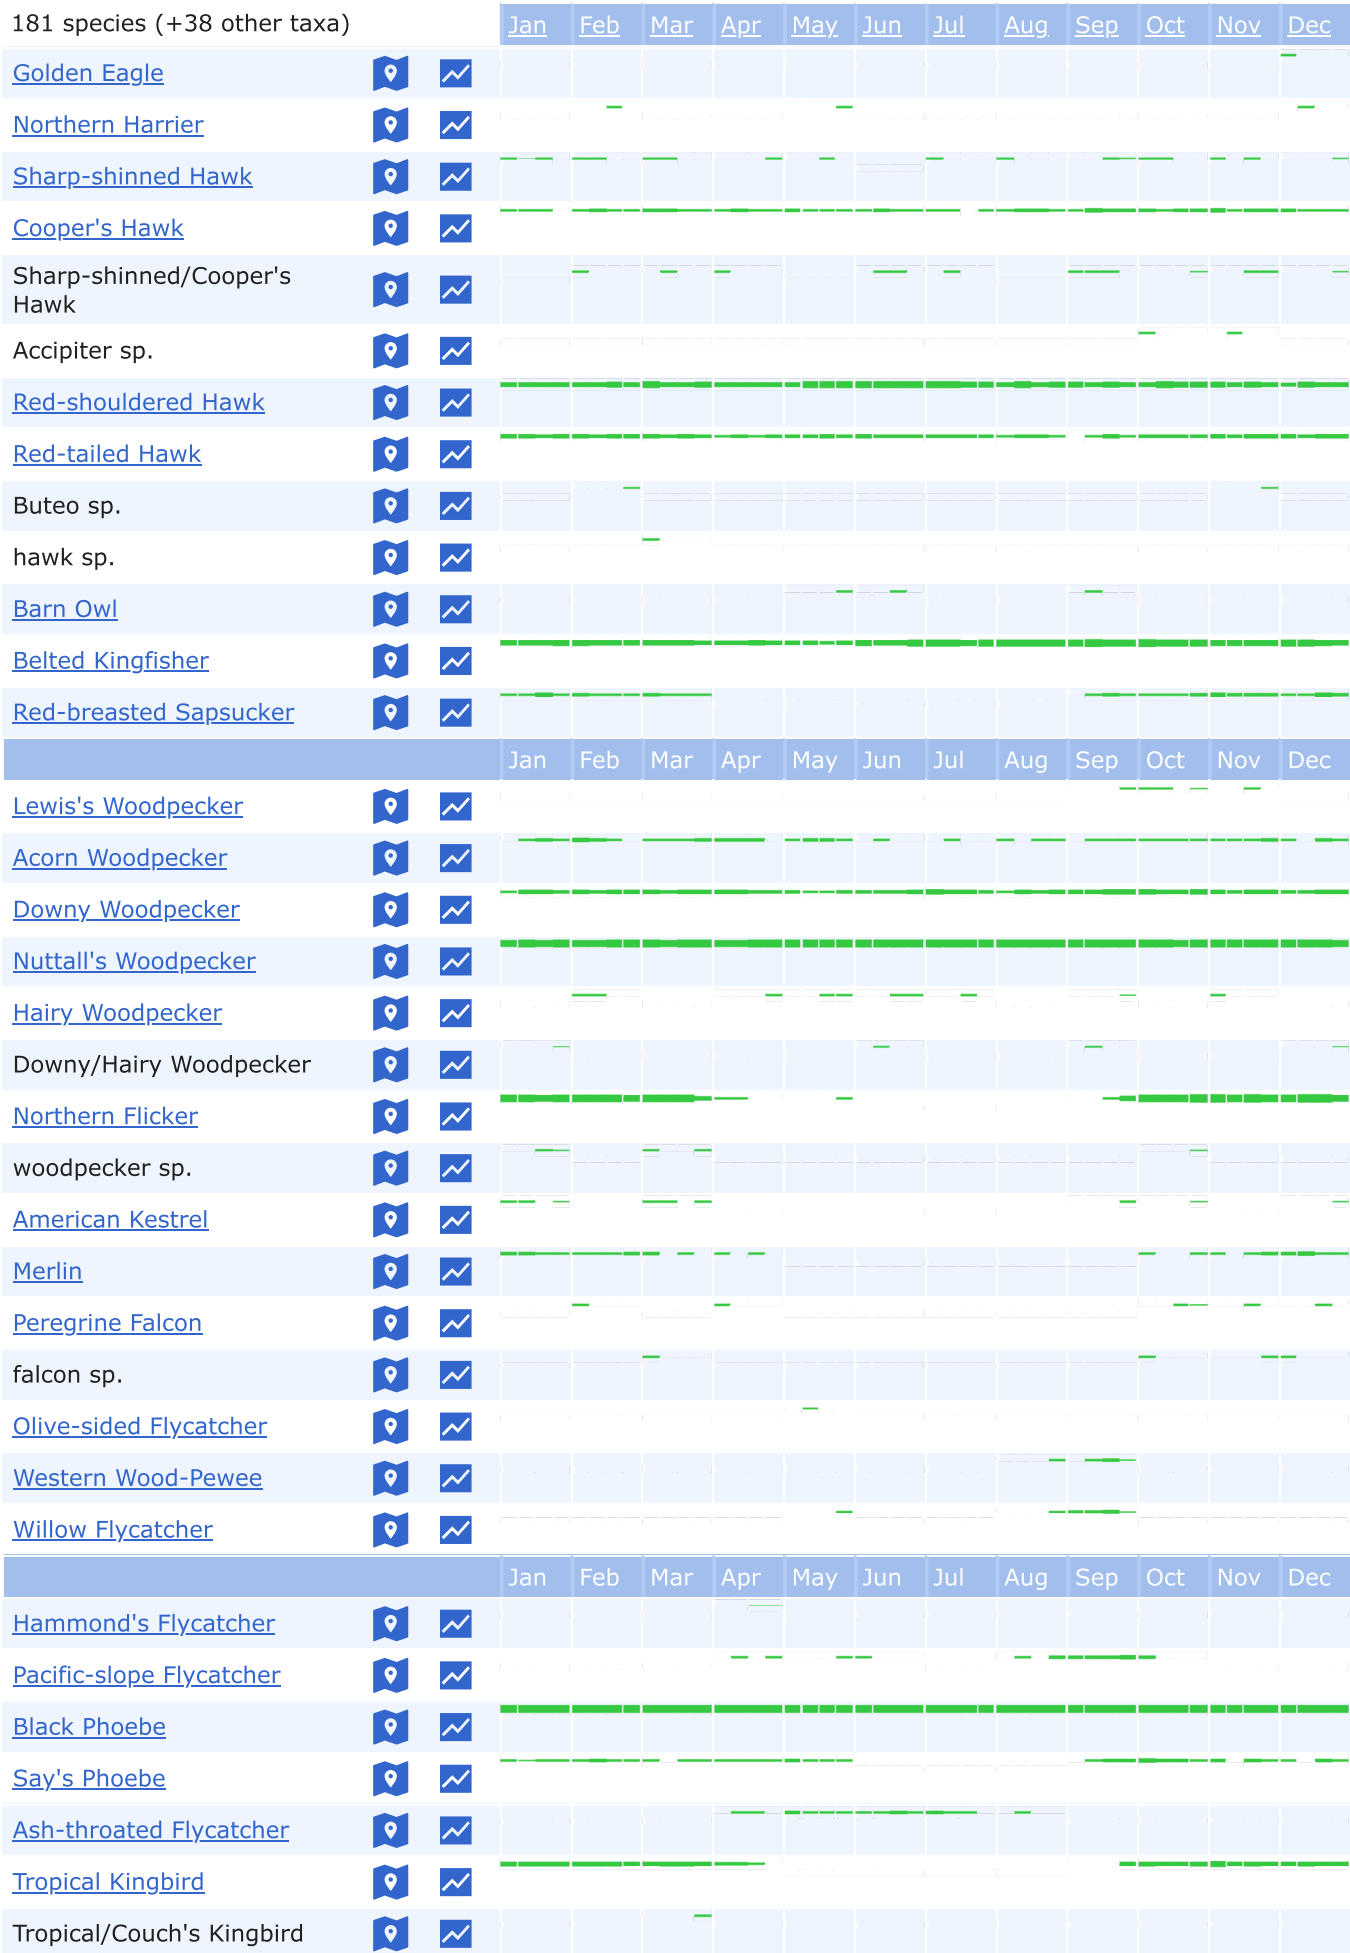 181 species (+38 other taxa) Jan Feb Mar Apr May Jun Jul Aug Sep Oct Nov Dec
Golden Eagle
Northern Harrier
Sharp-shinned Hawk
Cooper's Hawk
Sharp-shinned/Cooper's
Hawk
Accipiter sp.
Red-shouldered Hawk
Red-tailed Hawk
Buteo sp.
hawk sp.
Barn Owl
Belted Kingfisher
Red-breasted Sapsucker
Jan Feb Mar Apr May Jun Jul Aug Sep Oct Nov Dec
Lewis's Woodpecker
Acorn Woodpecker
Downy Woodpecker
Nuttall's Woodpecker
Hairy Woodpecker
Downy/Hairy Woodpecker
Northern Flicker
woodpecker sp.
American Kestrel
Merlin
Peregrine Falcon
falcon sp.
Olive-sided Flycatcher
Western Wood-Pewee
Willow Flycatcher
Jan Feb Mar Apr May Jun Jul Aug Sep Oct Nov Dec
Hammond's Flycatcher
Pacific-slope Flycatcher
Black Phoebe
Say's Phoebe
Ash-throated Flycatcher
Tropical Kingbird
Tropical/Couch's Kingbird